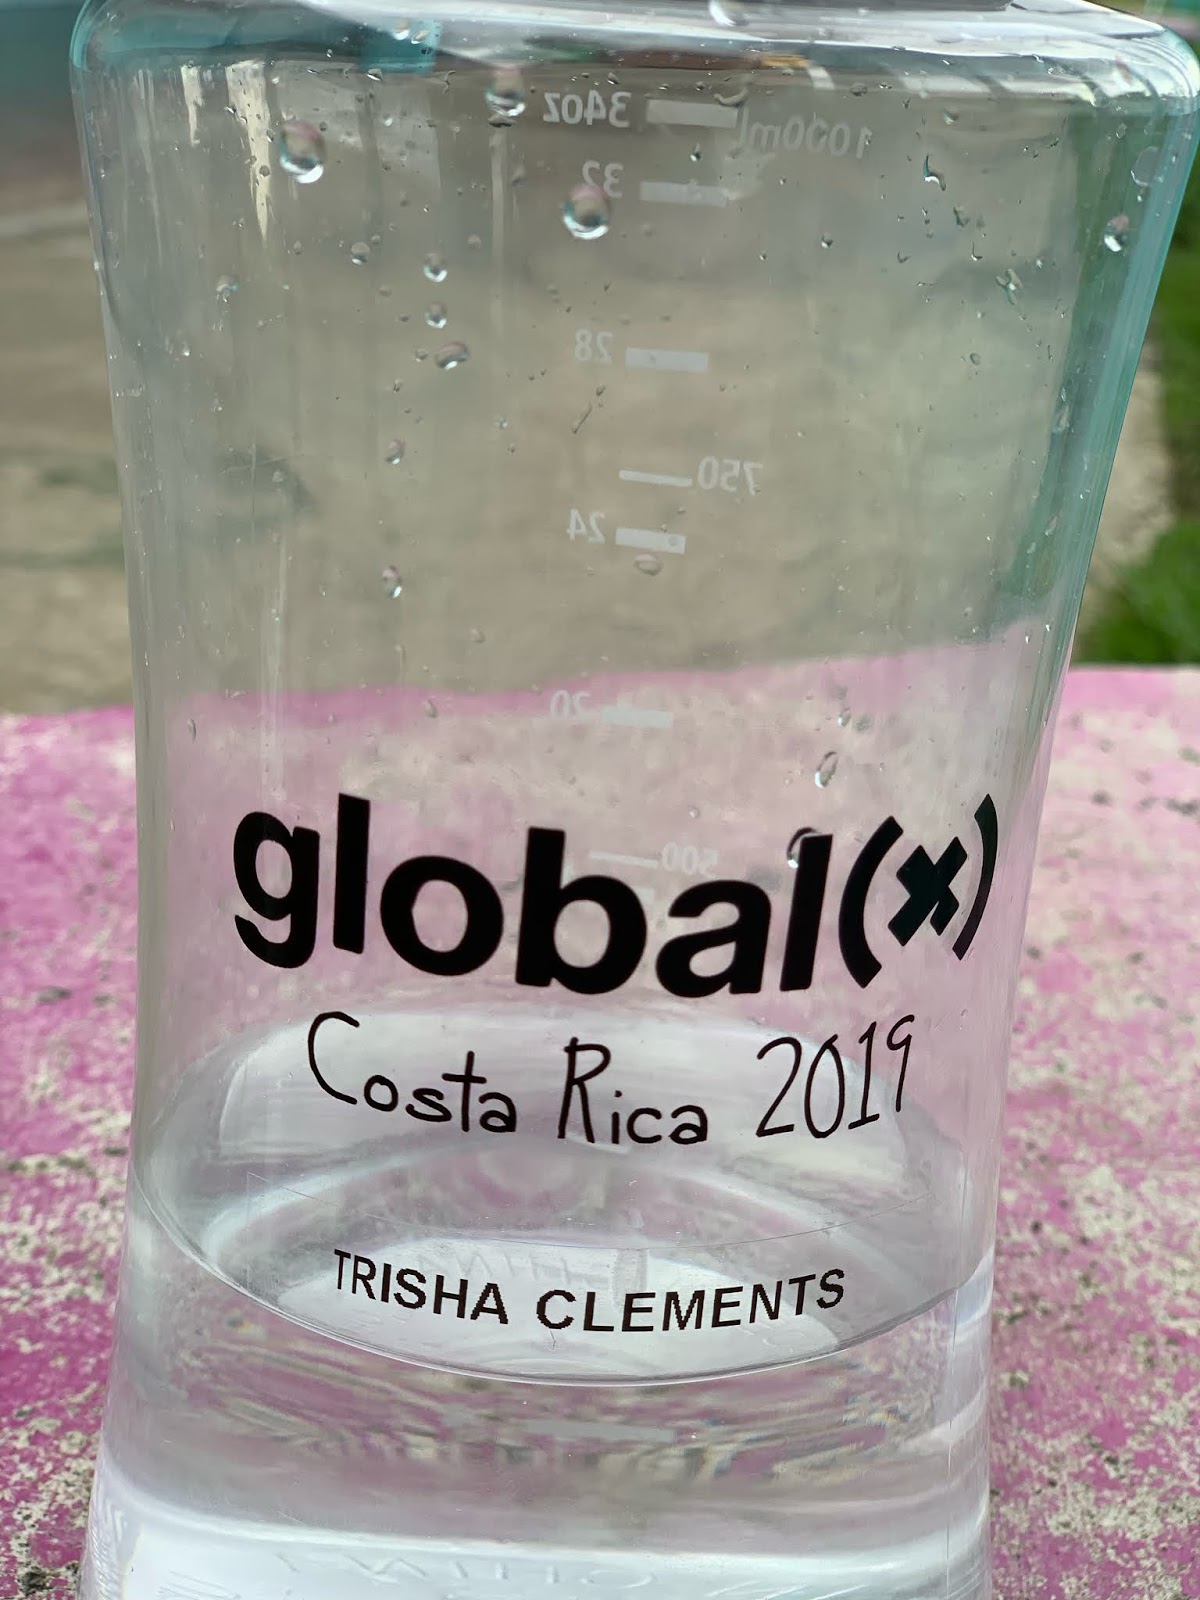 34oz
1000ml
32
28
750
24
20
500
global(x)
Costa Rica 2019
TRISHA CLEMENTS